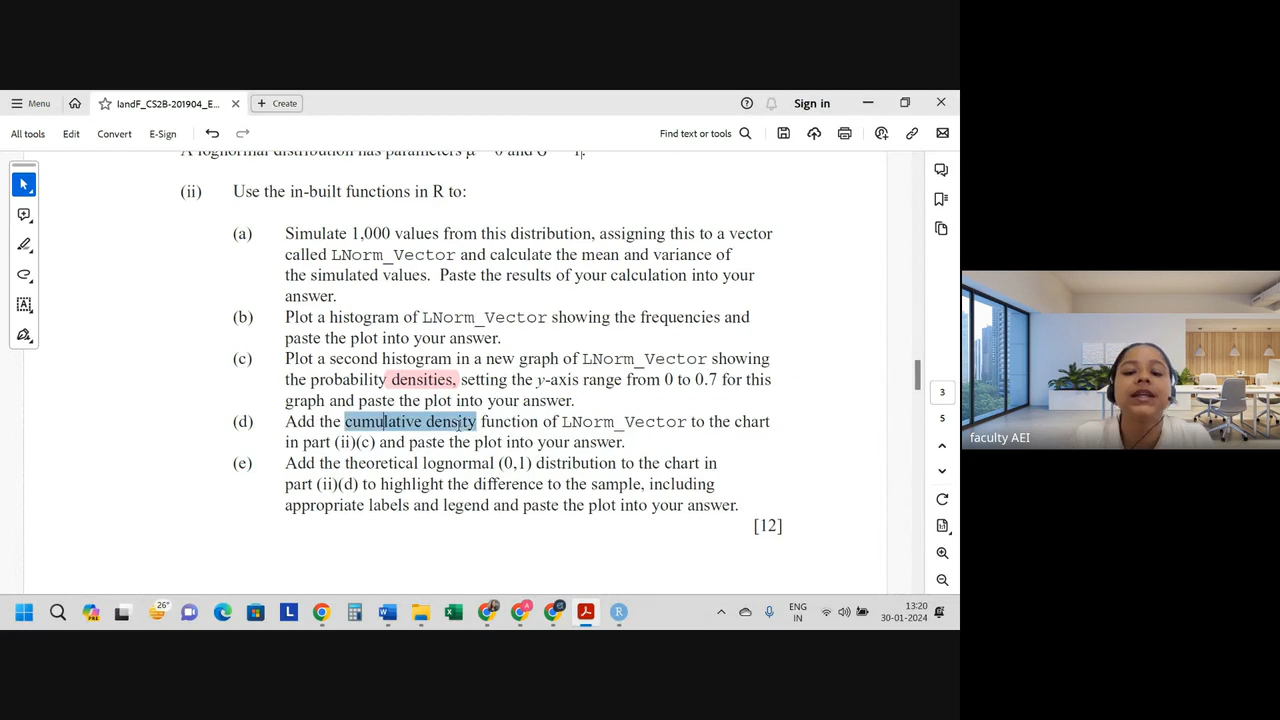 Menu
IandF_CS2B-201904_E...
Create
Sign in
All tools Edit Convert E-Sign
Find text or tools
A lognormal distribution has parameters μ = 0 and
(ii) Use the in-built functions in R to:
(a) Simulate 1,000 values from this distribution, assigning this to a vector
called LNorm_Vector and calculate the mean and variance of
the simulated values. Paste the results of your calculation into your
answer.
(b) Plot a histogram of LNorm_Vector showing the frequencies and
paste the plot into your answer.
(c) Plot a second histogram in a new graph of LNorm_Vector showing
the probability densities, setting the y-axis range from 0 to 0.7 for this
graph and paste the plot into your answer.
(d) Add the cumulative density function of LNorm_Vector to the chart
in part (ii)(c) and paste the plot into your answer.
(e) Add the theoretical lognormal (0,1) distribution to the chart in
part (ii)(d) to highlight the difference to the sample, including
appropriate labels and legend and paste the plot into your answer.
[12]
3
5
faculty AEI
26°
PRE
L
R
ENG
IN
13:20
30-01-2024